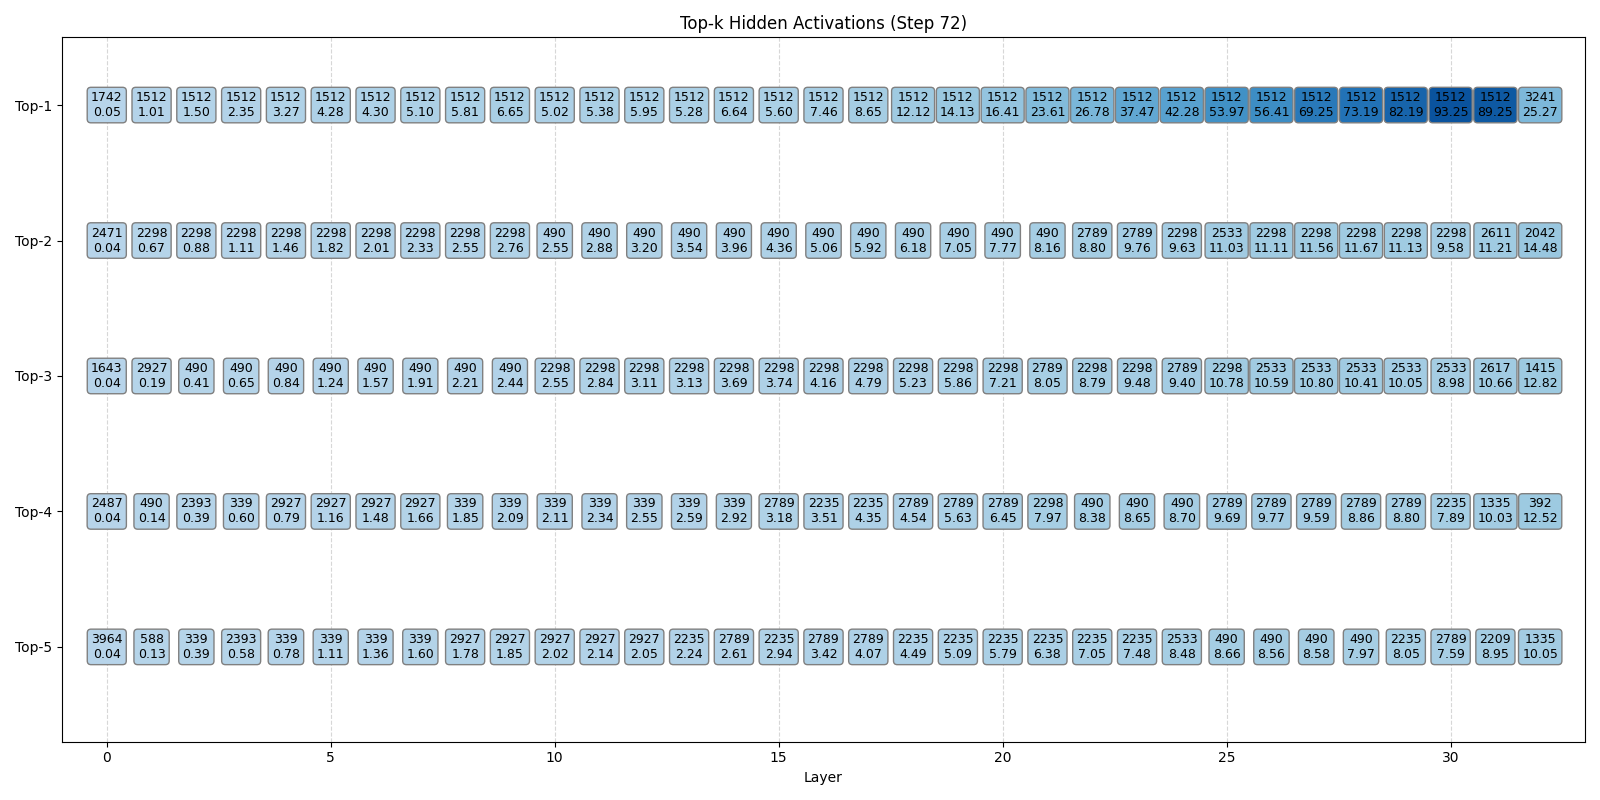 Top-k Hidden Activations (Step 72)
Top-1
1742 1512 1512 1512 1512 1512 1512 1512 1512 1512 1512 1512 1512 1512 1512 1512 1512 1512 1512 1512 1512 1512 1512 1512 1512 1512 1512 1512 1512 1512 1512 1512 3241
0.05 1.01 1.50 2.35 3.27 4.28 4.30 5.10 5.81 6.65 5.02 5.38 5.95 5.28 6.64 5.60 7.46 8.65 12.12 14.13 16.41 23.61 26.78 37.47 42.28 53.97 56.41 69.25 73.19 82.19 93.25 89.25 25.27
Top-2
2471 2298 2298 2298 2298 2298 2298 2298 2298 2298 490 490 490 490 490 490 490 490 490 490 490 490 2789 2789 2298 2533 2298 2298 2298 2298 2298 2611 2042
0.04 0.67 0.88 1.11 1.46 1.82 2.01 2.33 2.55 2.76 2.55 2.88 3.20 3.54 3.96 4.36 5.06 5.92 6.18 7.05 7.77 8.16 8.80 9.76 9.63 11.03 11.11 11.56 11.67 11.13 9.58 11.21 14.48
Top-3
1643 2927 490 490 490 490 490 490 490 490 2298 2298 2298 2298 2298 2298 2298 2298 2298 2298 2298 2789 2298 2298 2789 2298 2533 2533 2533 2533 2533 2617 1415
0.04 0.19 0.41 0.65 0.84 1.24 1.57 1.91 2.21 2.44 2.55 2.84 3.11 3.13 3.69 3.74 4.16 4.79 5.23 5.86 7.21 8.05 8.79 9.48 9.40 10.78 10.59 10.80 10.41 10.05 8.98 10.66 12.82
Top-4
2487 490 2393 339 2927 2927 2927 2927 339 339 339 339 339 339 339 2789 2235 2235 2789 2789 2789 2298 490 490 490 2789 2789 2789 2789 2789 2235 1335 392
0.04 0.14 0.39 0.60 0.79 1.16 1.48 1.66 1.85 2.09 2.11 2.34 2.55 2.59 2.92 3.18 3.51 4.35 4.54 5.63 6.45 7.97 8.38 8.65 8.70 9.69 9.77 9.59 8.86 8.80 7.89 10.03 12.52
Top-5
3964 588 339 2393 339 339 339 339 2927 2927 2927 2927 2927 2235 2789 2235 2789 2789 2235 2235 2235 2235 2235 2235 2533 490 490 490 490 2235 2789 2209 1335
0.04 0.13 0.39 0.58 0.78 1.11 1.36 1.60 1.78 1.85 2.02 2.14 2.05 2.24 2.61 2.94 3.42 4.07 4.49 5.09 5.79 6.38 7.05 7.48 8.48 8.66 8.56 8.58 7.97 8.05 7.59 8.95 10.05
0 5 10 15 20 25 30
Layer